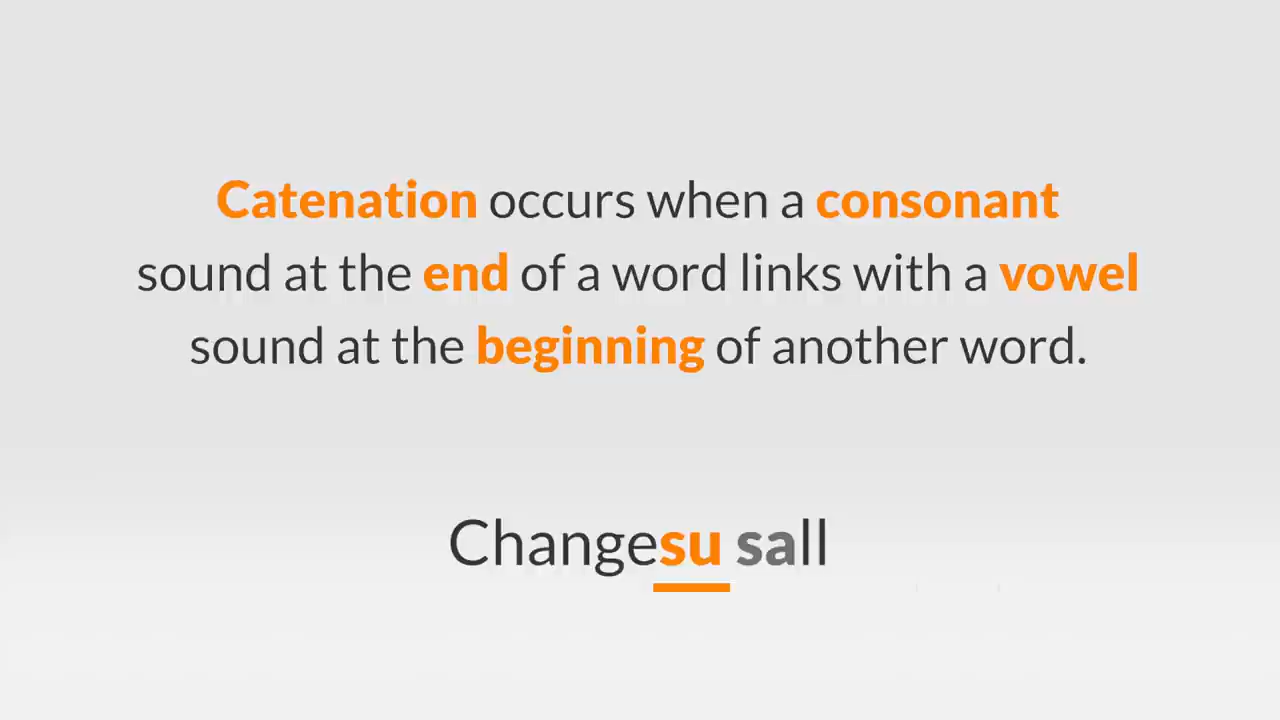 Catenation occurs when a consonant
sound at the end of a word links with a vowel
sound at the beginning of another word.
Changesu sall